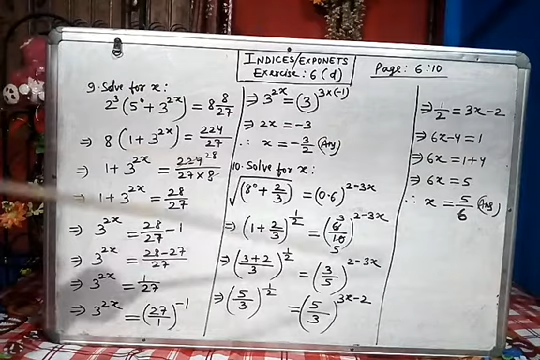 INDICES/EXPONETS
Exercise: 6 (d)
Page: 6:10
9. Solve for x:
2³(5⁰ + 3²ˣ) = 8 8/27
⇒ 8(1 + 3²ˣ) = 224/27
⇒ 1 + 3²ˣ = 224 28/27×8
⇒ 1 + 3²ˣ = 28/27
⇒ 3²ˣ = 28/27 - 1
⇒ 3²ˣ = 28-27/27
⇒ 3²ˣ = 1/27
⇒ 3²ˣ = (27/1)⁻¹
⇒ 3²ˣ = (3)³ˣ⁽⁻¹⁾
⇒ 2x = -3
∴ x = -3/2 (Ans)
10. Solve for x:
√(8⁰ + 2/3) = (0.6)²⁻³ˣ
⇒ (1 + 2/3)^1/2 = (6 3/10 5)²⁻³ˣ
⇒ (3+2/3)^1/2 = (3/5)²⁻³ˣ
⇒ (5/3)^1/2 = (5/3)³ˣ⁻²
⇒ 1/2 = 3x - 2
⇒ 6x - 4 = 1
⇒ 6x = 1 + 4
⇒ 6x = 5
∴ x = 5/6 (Ans)